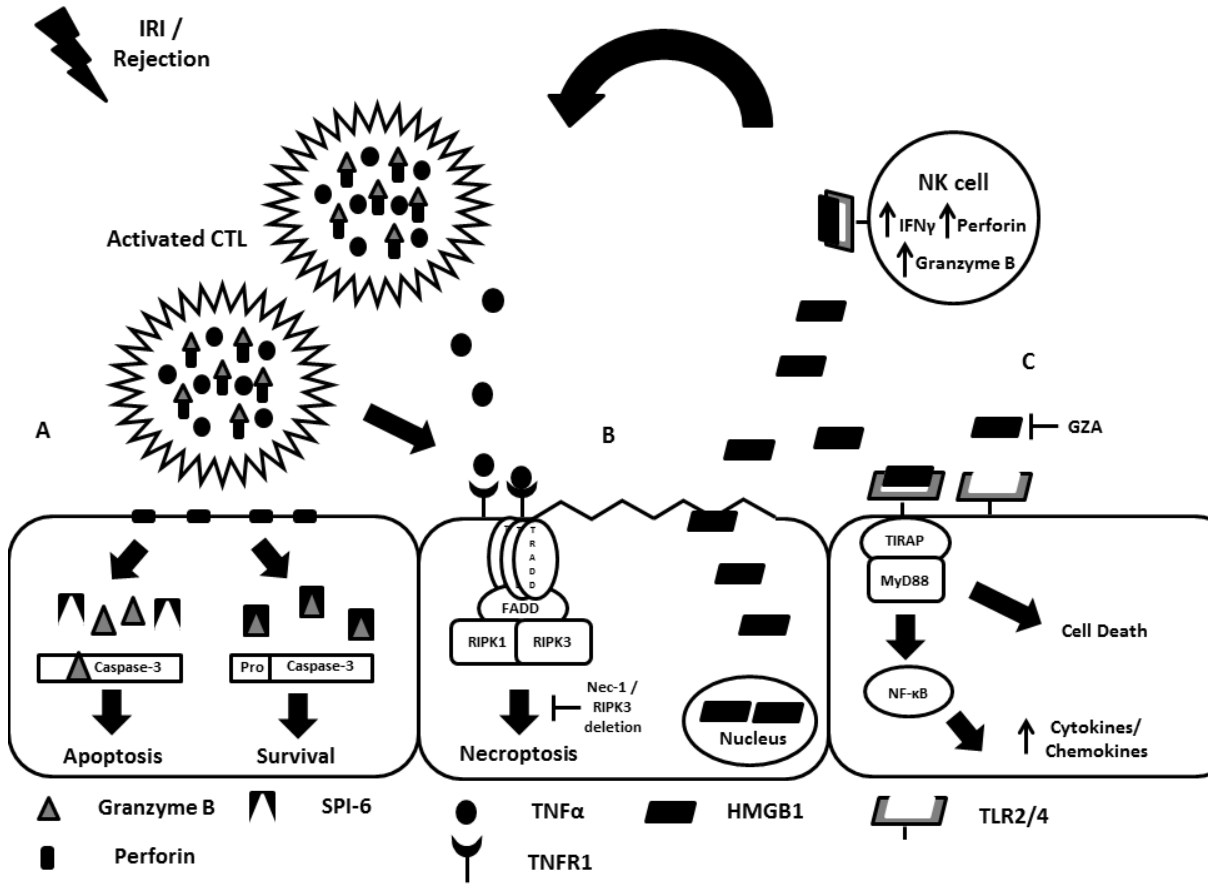 IRI /
Rejection
NK cell
IFNγ Perforin
Granzyme B
Activated CTL
A
B
C
GZA
TRADD
T
T
FADD
RIPK1 RIPK3
Nec-1 /
RIPK3
deletion
Necroptosis
Nucleus
Caspase-3
Pro Caspase-3
Apoptosis
Survival
TIRAP
MyD88
Cell Death
NF-κB
Cytokines/
Chemokines
Granzyme B
SPI-6
TNFα
HMGB1
TLR2/4
Perforin
TNFR1